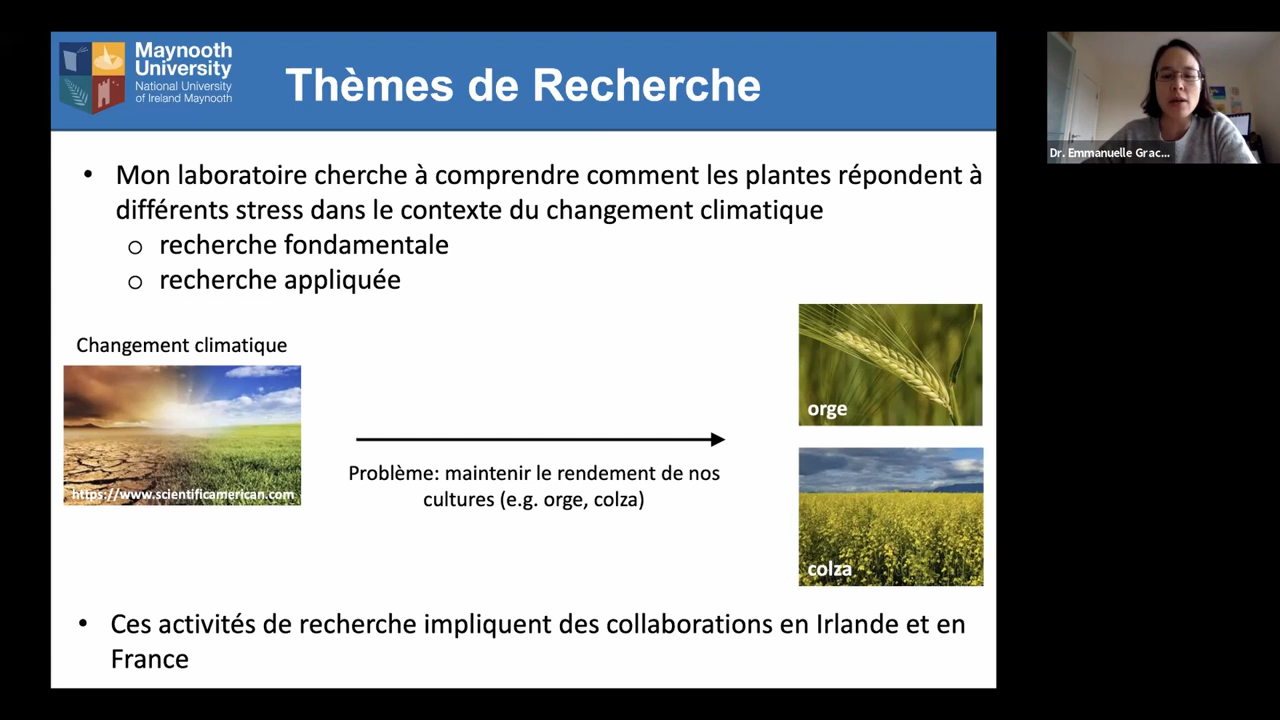 Maynooth
University
National University
of Ireland Maynooth
Thèmes de Recherche
• Mon laboratoire cherche à comprendre comment les plantes répondent à
différents stress dans le contexte du changement climatique
o recherche fondamentale
o recherche appliquée
Changement climatique
https://www.scientificamerican.com
Problème: maintenir le rendement de nos
cultures (e.g. orge, colza)
orge
colza
• Ces activités de recherche impliquent des collaborations en Irlande et en
France
Dr. Emmanuelle Grac...